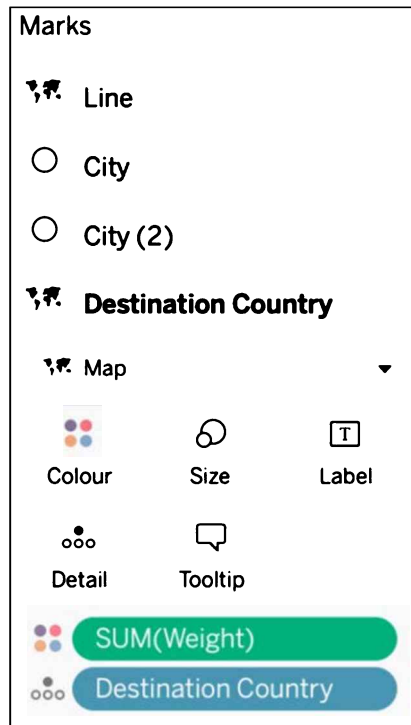 Marks
Line
City
City (2)
Destination Country
Map
Colour Size Label
Detail Tooltip
SUM(Weight)
Destination Country